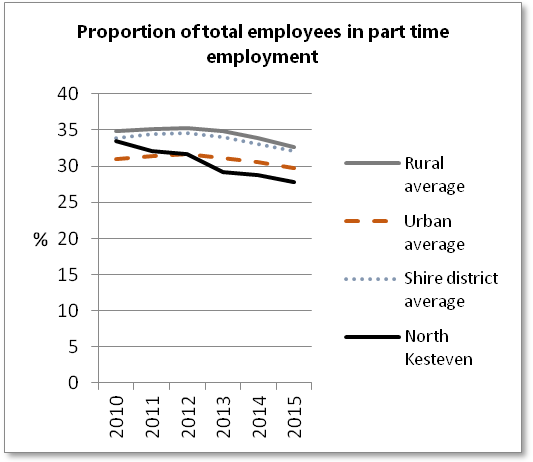 Proportion of total employees in part time
employment
40
35
30
25
20
15
10
5
0
%
2010
2011
2012
2013
2014
2015
Rural
average
Urban
average
Shire district
average
North
Kesteven